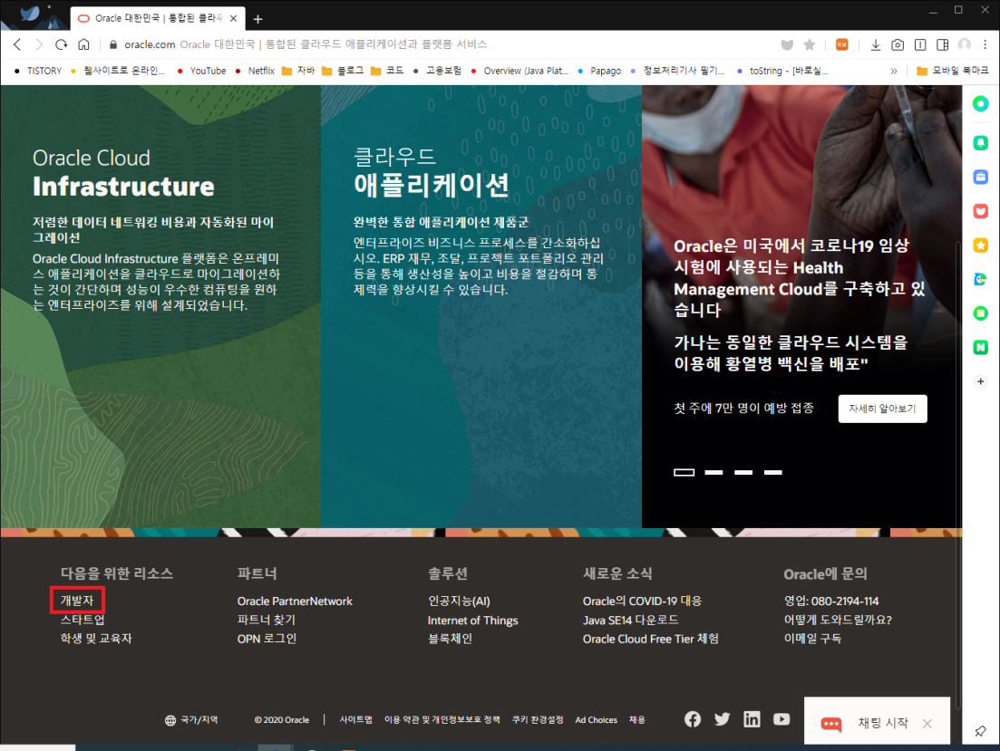 Oracle 대한민국 | 통합된 클라우
oracle.com Oracle 대한민국 | 통합된 클라우드 애플리케이션과 플랫폼 서비스
TISTORY 웹사이트로 온라인... YouTube Netflix 자바 블로그 코드 고용보험 Overview (Java Plat... Papago 정보처리기사 필기... toString - [바로실... » 모바일 북마크
Oracle Cloud
Infrastructure
저렴한 데이터 네트워킹 비용과 자동화된 마이
그레이션
Oracle Cloud Infrastructure 플랫폼은 온프레미
스 애플리케이션을 클라우드로 마이그레이션하
는 것이 간단하며 성능이 우수한 컴퓨팅을 원하
는 엔터프라이즈를 위해 설계되었습니다.
클라우드
애플리케이션
완벽한 통합 애플리케이션 제품군
엔터프라이즈 비즈니스 프로세스를 간소화하십
시오. ERP 재무, 조달, 프로젝트 포트폴리오 관리
등을 통해 생산성을 높이고 비용을 절감하며 통
제력을 향상시킬 수 있습니다.
Oracle은 미국에서 코로나19 임상
시험에 사용되는 Health
Management Cloud를 구축하고 있
습니다
가나는 동일한 클라우드 시스템을
이용해 황열병 백신을 배포"
첫 주에 7만 명이 예방 접종
자세히 알아보기
다음을 위한 리소스
개발자
스타트업
학생 및 교육자
파트너
Oracle PartnerNetwork
파트너 찾기
OPN 로그인
솔루션
인공지능(AI)
Internet of Things
블록체인
새로운 소식
Oracle의 COVID-19 대응
Java SE14 다운로드
Oracle Cloud Free Tier 체험
Oracle에 문의
영업: 080-2194-114
어떻게 도와드릴까요?
이메일 구독
국가/지역 © 2020 Oracle | 사이트맵 이용 약관 및 개인정보보호 정책 쿠키 환경설정 Ad Choices 채용
채팅 시작